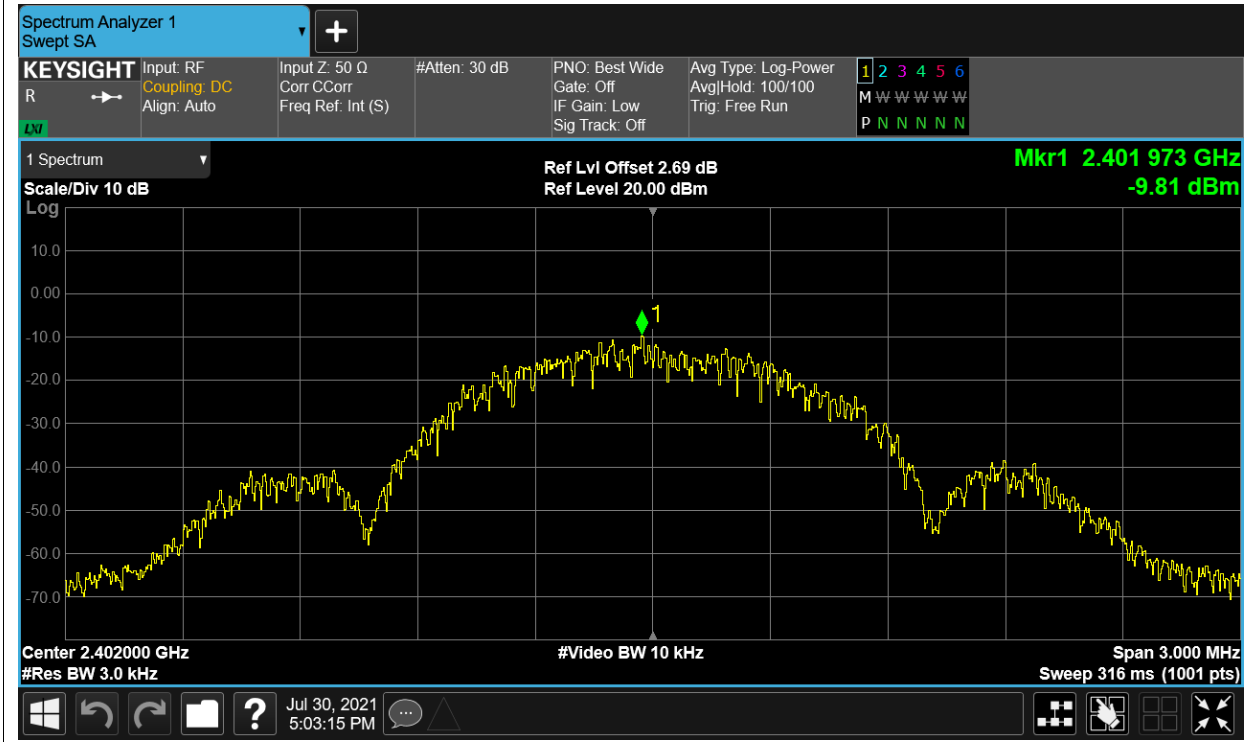 Spectrum Analyzer 1
Swept SA
+
KEYSIGHT
R
LXI
Input: RF
Coupling: DC
Align: Auto
Input Z: 50 Ω
Corr CCorr
Freq Ref: Int (S)
#Atten: 30 dB
PNO: Best Wide
Gate: Off
IF Gain: Low
Sig Track: Off
Avg Type: Log-Power
Avg|Hold: 100/100
Trig: Free Run
1 2 3 4 5 6
M W W W W W
P N N N N N
1 Spectrum
Scale/Div 10 dB
Log
Ref Lvl Offset 2.69 dB
Ref Level 20.00 dBm
Mkr1 2.401 973 GHz
-9.81 dBm
10.0
0.00
-10.0
-20.0
-30.0
-40.0
-50.0
-60.0
-70.0
1
Center 2.402000 GHz
#Res BW 3.0 kHz
#Video BW 10 kHz
Span 3.000 MHz
Sweep 316 ms (1001 pts)
?
Jul 30, 2021
5:03:15 PM